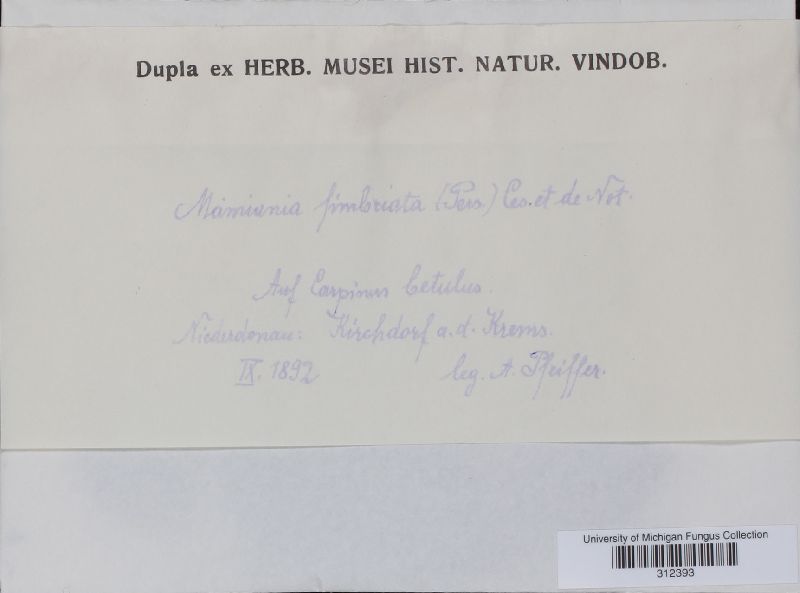 Dupla ex HERB. MUSEI HIST. NATUR. VINDOB.
Mamiania fimbriata (Pers.) Ces. et de Not.
Auf Carpinus betulus.
Niederdonau: Kirchdorf a. d. Krems.
IX. 1892 leg. A. Pfeiffer.
University of Michigan Fungus Collection
312393